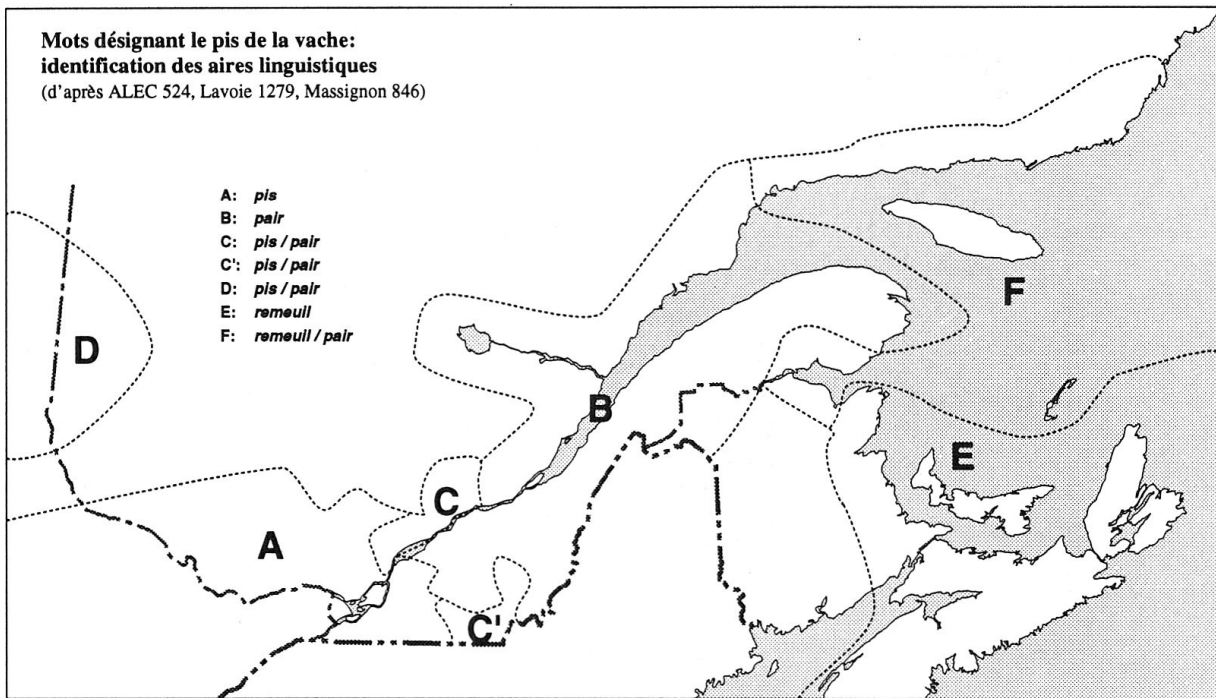 Mots désignant le pis de la vache:
identification des aires linguistiques
(d'après ALEC 524, Lavoie 1279, Massignon 846)
A: pis
B: pair
C: pis / pair
C': pis / pair
D: pis / pair
E: remeuil
F: remeuil / pair
F
D
B
E
C
A
C'